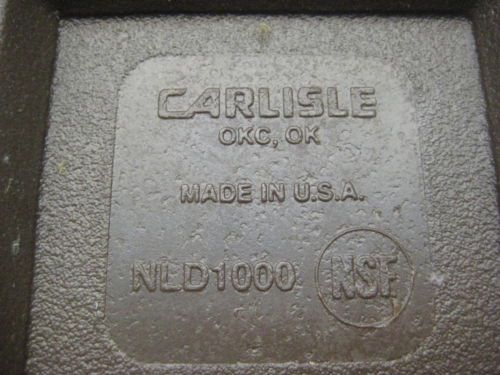 CARLISLE
OKC, OK
MADE IN U.S.A.
NLD1000 NSF